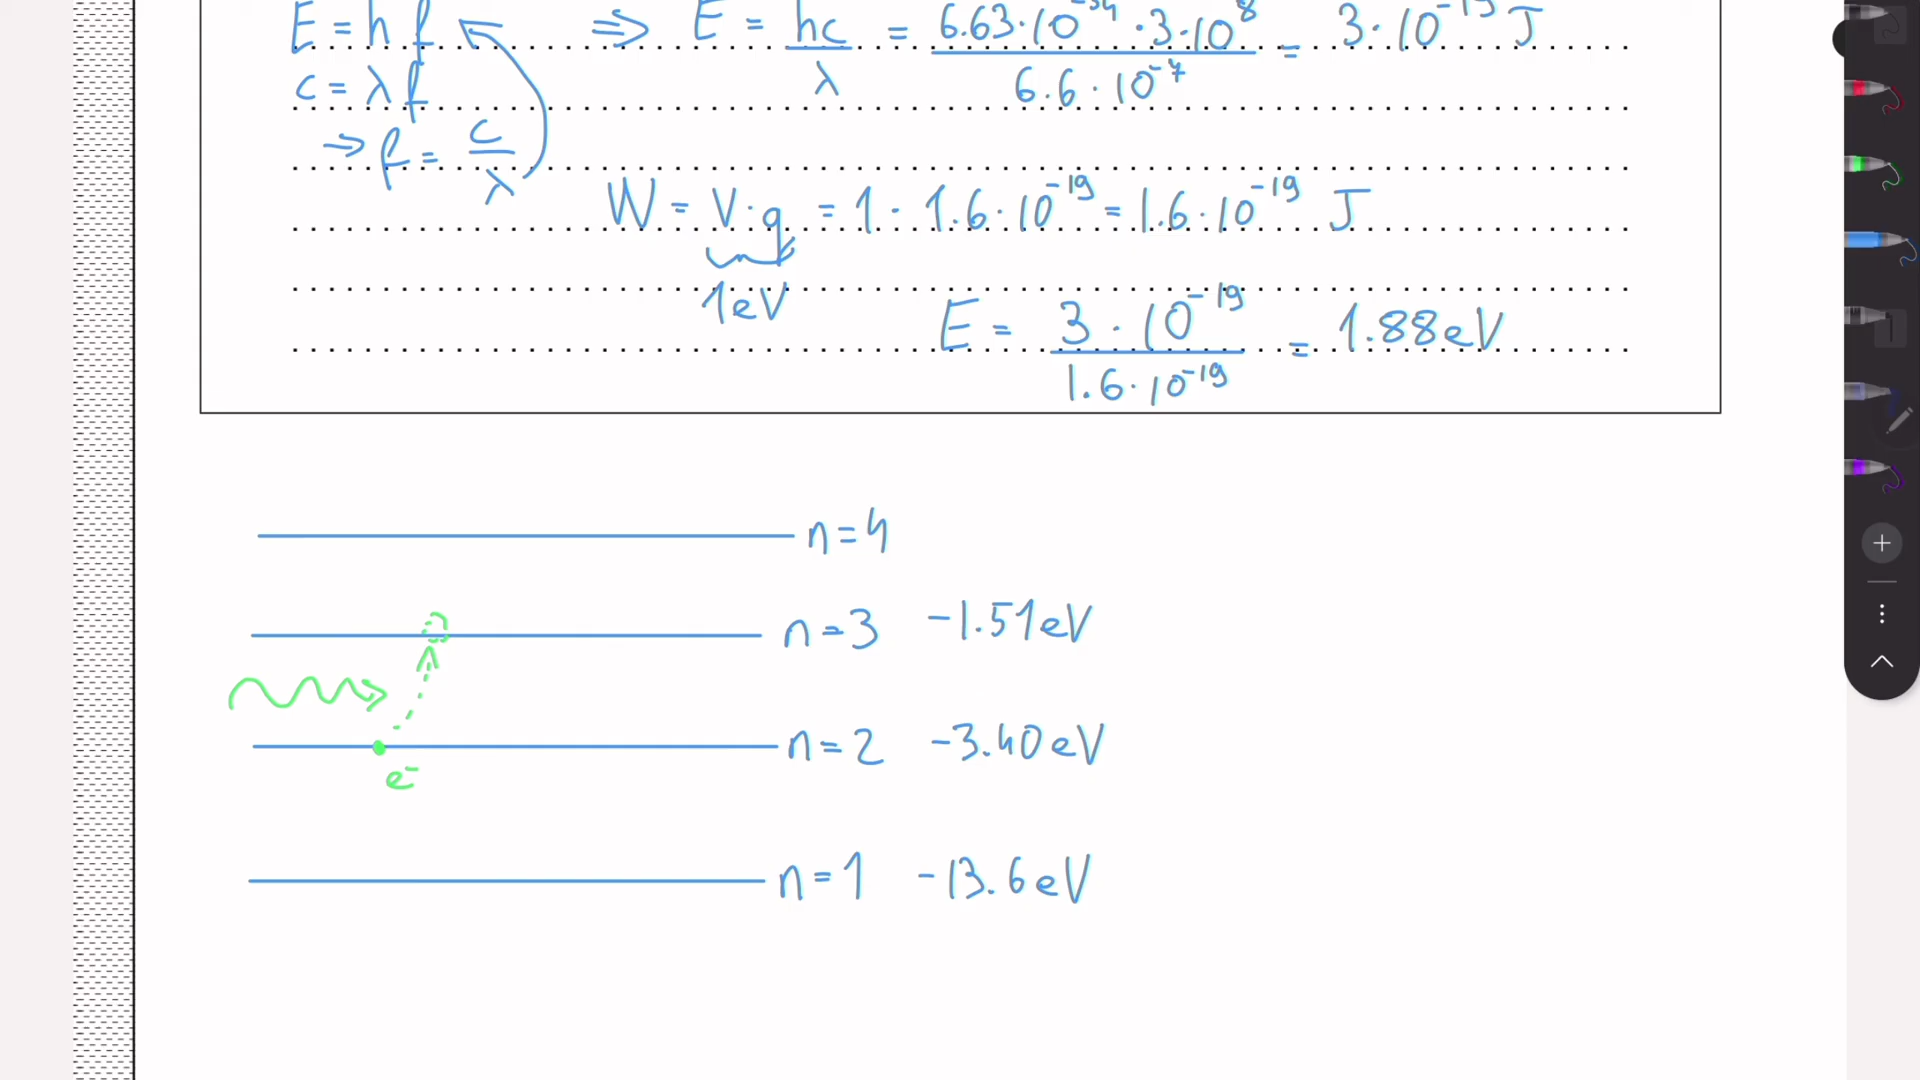 E = hf ⇒ E = hc/λ = 6.63·10⁻³⁴·3·10⁸ / 6.6·10⁻⁷ = 3·10⁻¹⁹ J
c = λf
⇒ f = c/λ
W = V·q = 1·1.6·10⁻¹⁹ = 1.6·10⁻¹⁹ J
1eV
E = 3·10⁻¹⁹ / 1.6·10⁻¹⁹ = 1.88eV
n=4
n=3 -1.51eV
n=2 -3.40eV
e⁻
n=1 -13.6eV